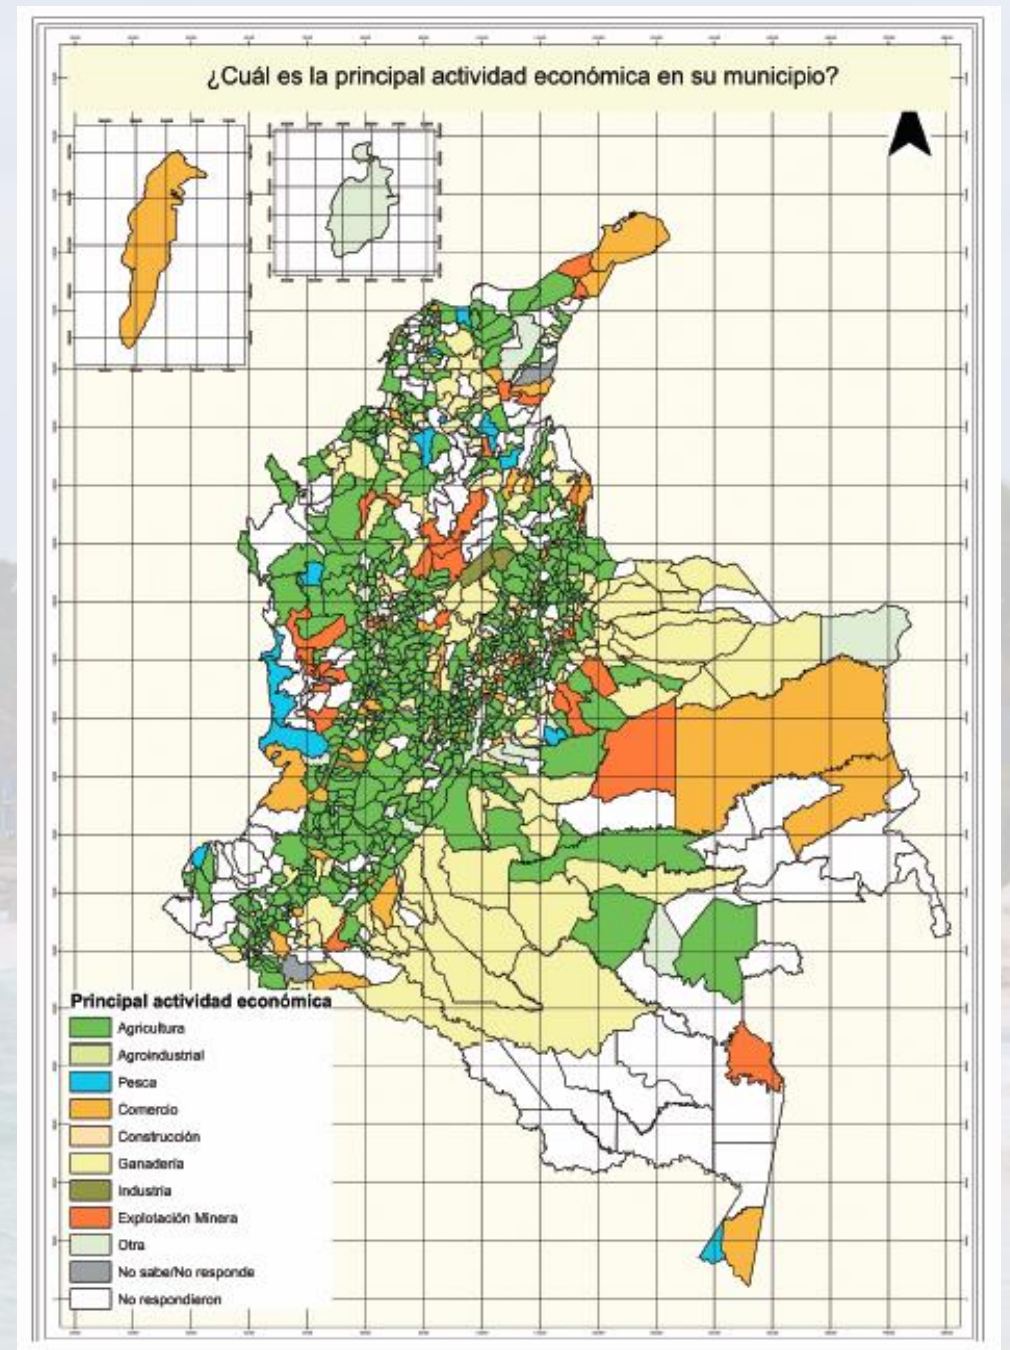 ¿Cuál es la principal actividad económica en su municipio?
Principal actividad económica
Agricultura
Agroindustrial
Pesca
Comercio
Construcción
Ganadería
Industria
Explotación Minera
Otra
No sabe/No responde
No respondieron